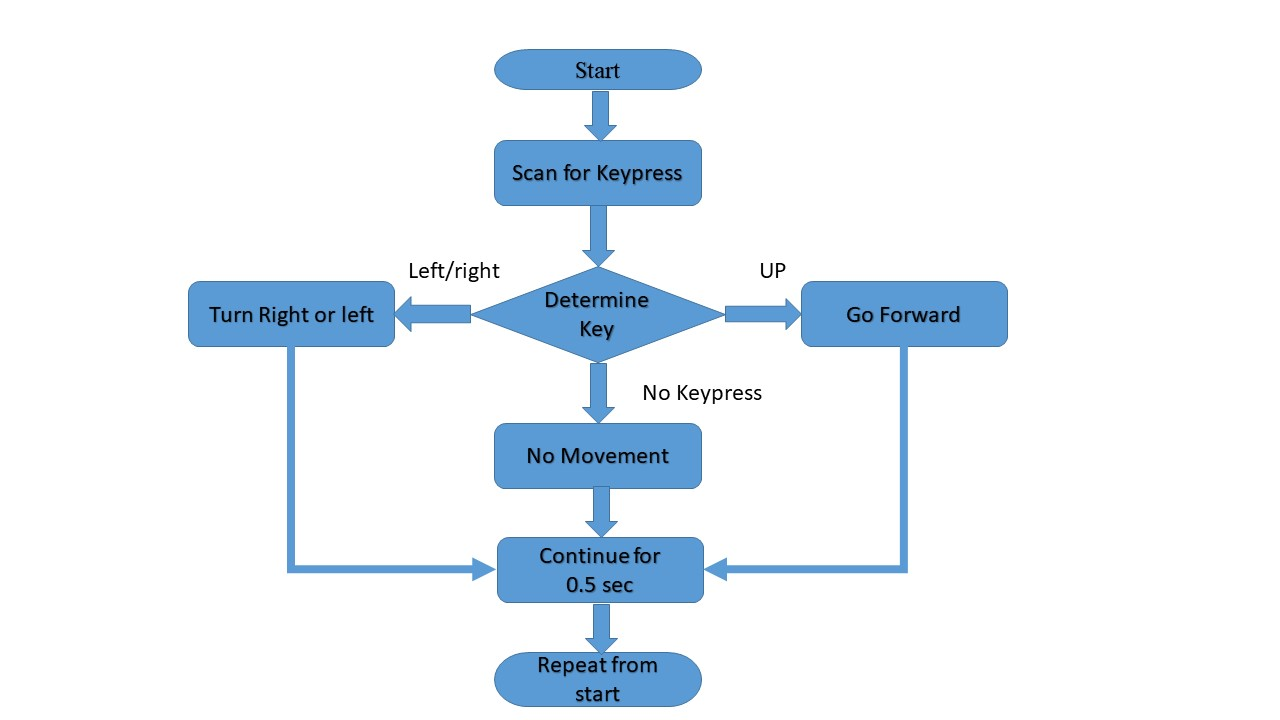 Start
Scan for Keypress
Left/right
UP
Turn Right or left
Determine
Key
Go Forward
No Keypress
No Movement
Continue for
0.5 sec
Repeat from
start